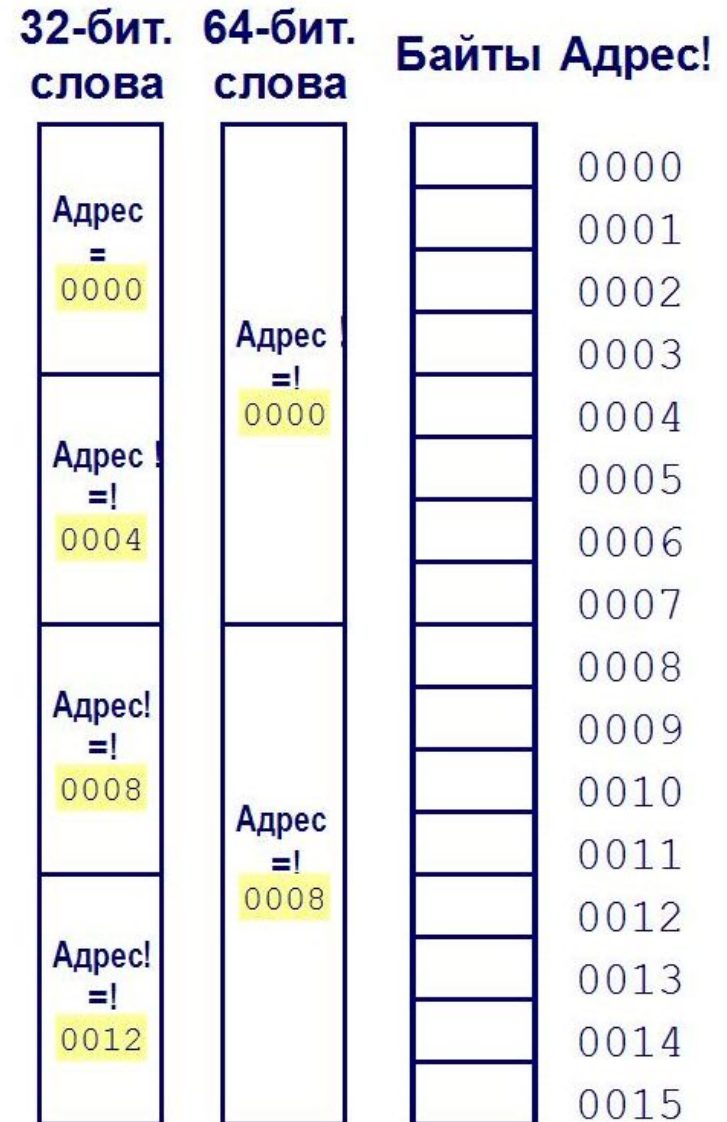 32-бит. слова
64-бит. слова
Байты
Адрес!
Адрес
=
0000
Адрес !
=!
0004
Адрес!
=!
0008
Адрес!
=!
0012
Адрес !
=!
0000
Адрес
=!
0008
0000
0001
0002
0003
0004
0005
0006
0007
0008
0009
0010
0011
0012
0013
0014
0015